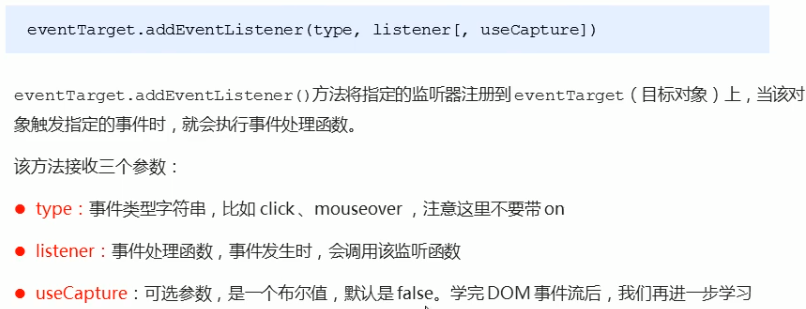 eventTarget.addEventListener(type, listener[, useCapture])
eventTarget.addEventListener()方法将指定的监听器注册到 eventTarget（目标对象）上，当该对
象触发指定的事件时，就会执行事件处理函数。
该方法接收三个参数：
● type：事件类型字符串，比如 click 、mouseover ，注意这里不要带 on
● listener：事件处理函数，事件发生时，会调用该监听函数
● useCapture：可选参数，是一个布尔值，默认是 false。学完 DOM 事件流后，我们再进一步学习